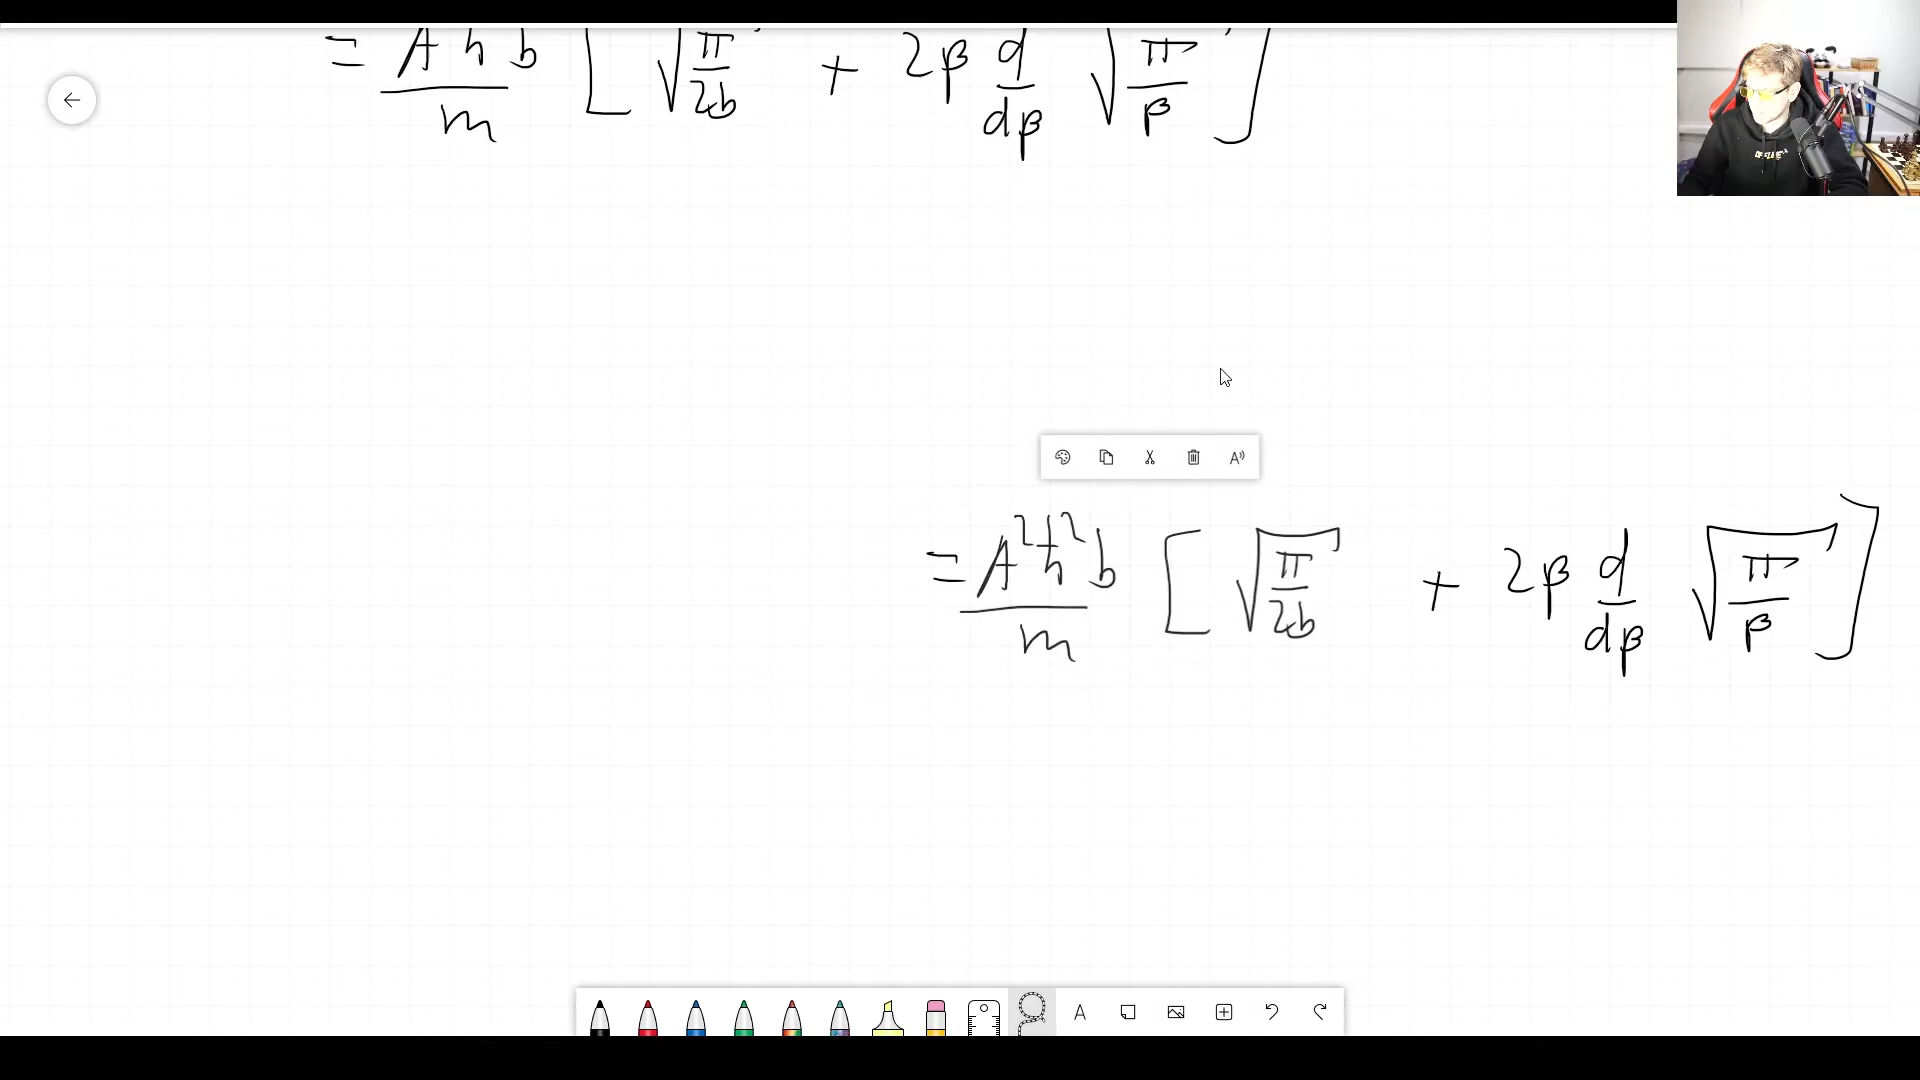 = A ħ b / m [ √(π/2b) + 2β d/dβ √(π/β) ]
= A²ħ²b / m [ √(π/2b) + 2β d/dβ √(π/β) ]
A